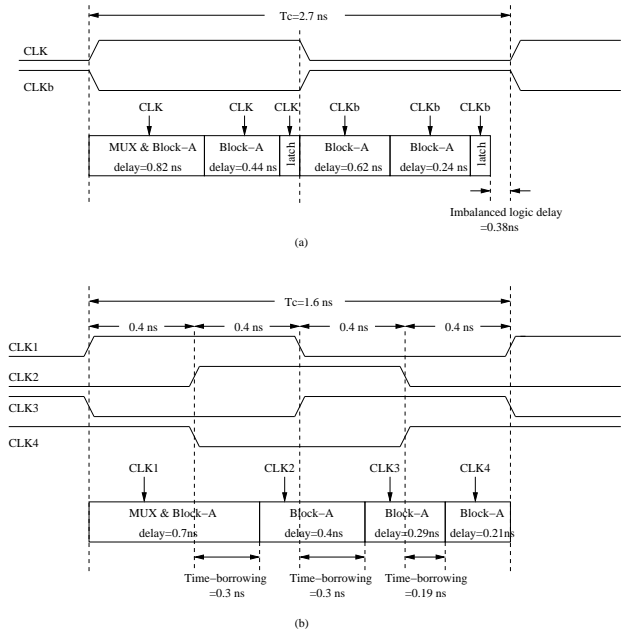 Tc=2.7 ns
CLK
CLKb
CLK CLK CLK CLKb CLKb CLKb
MUX & Block-A Block-A latch Block-A Block-A latch
delay=0.82 ns delay=0.44 ns delay=0.62 ns delay=0.24 ns
Imbalanced logic delay
=0.38ns
(a)
Tc=1.6 ns
0.4 ns 0.4 ns 0.4 ns 0.4 ns
CLK1
CLK2
CLK3
CLK4
CLK1 CLK2 CLK3 CLK4
MUX & Block-A Block-A Block-A Block-A
delay=0.7ns delay=0.4ns delay=0.29ns delay=0.21ns
Time-borrowing Time-borrowing Time-borrowing
=0.3 ns =0.3 ns =0.19 ns
(b)